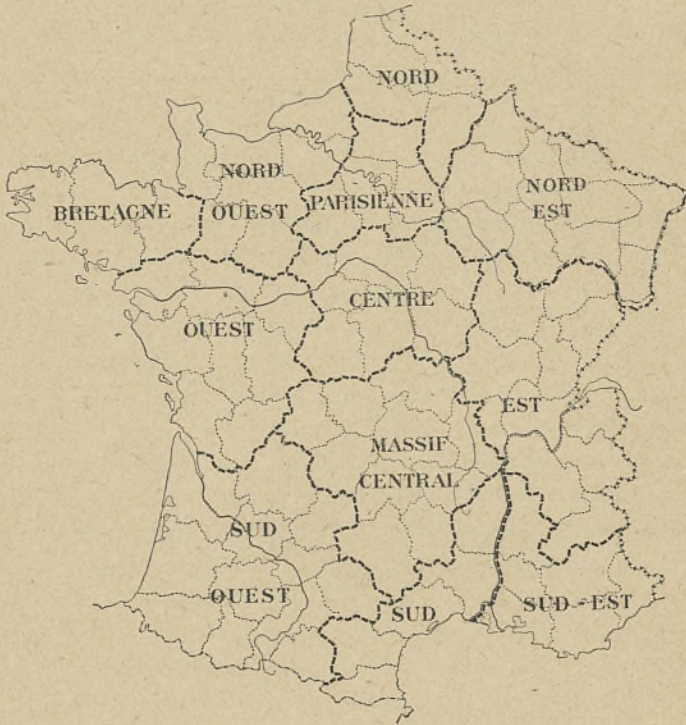 NORD
NORD
OUEST
BRETAGNE
PARISIENNE
NORD
EST
OUEST
CENTRE
EST
MASSIF
CENTRAL
SUD
OUEST
SUD
SUD-EST